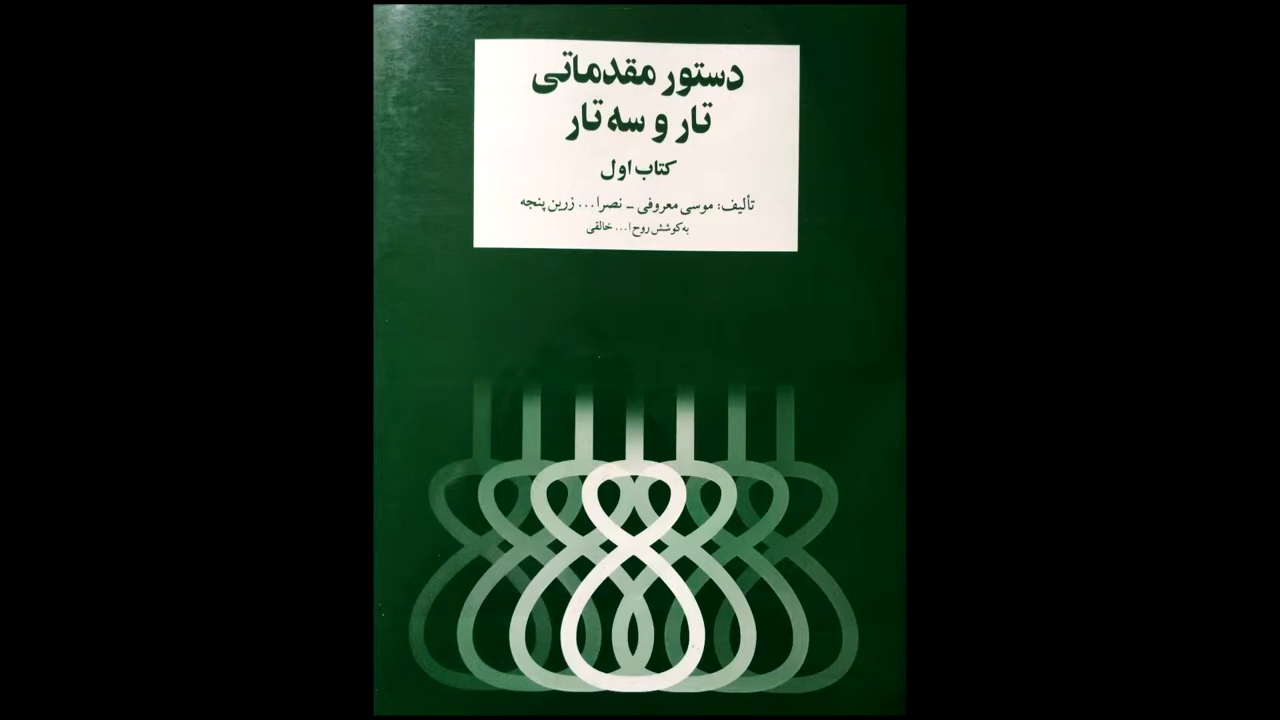 دستور مقدماتی
تار و سه تار
کتاب اول
تألیف: موسی معروفی ـ نصرا... زرین پنجه
به کوشش روح ا... خالقی